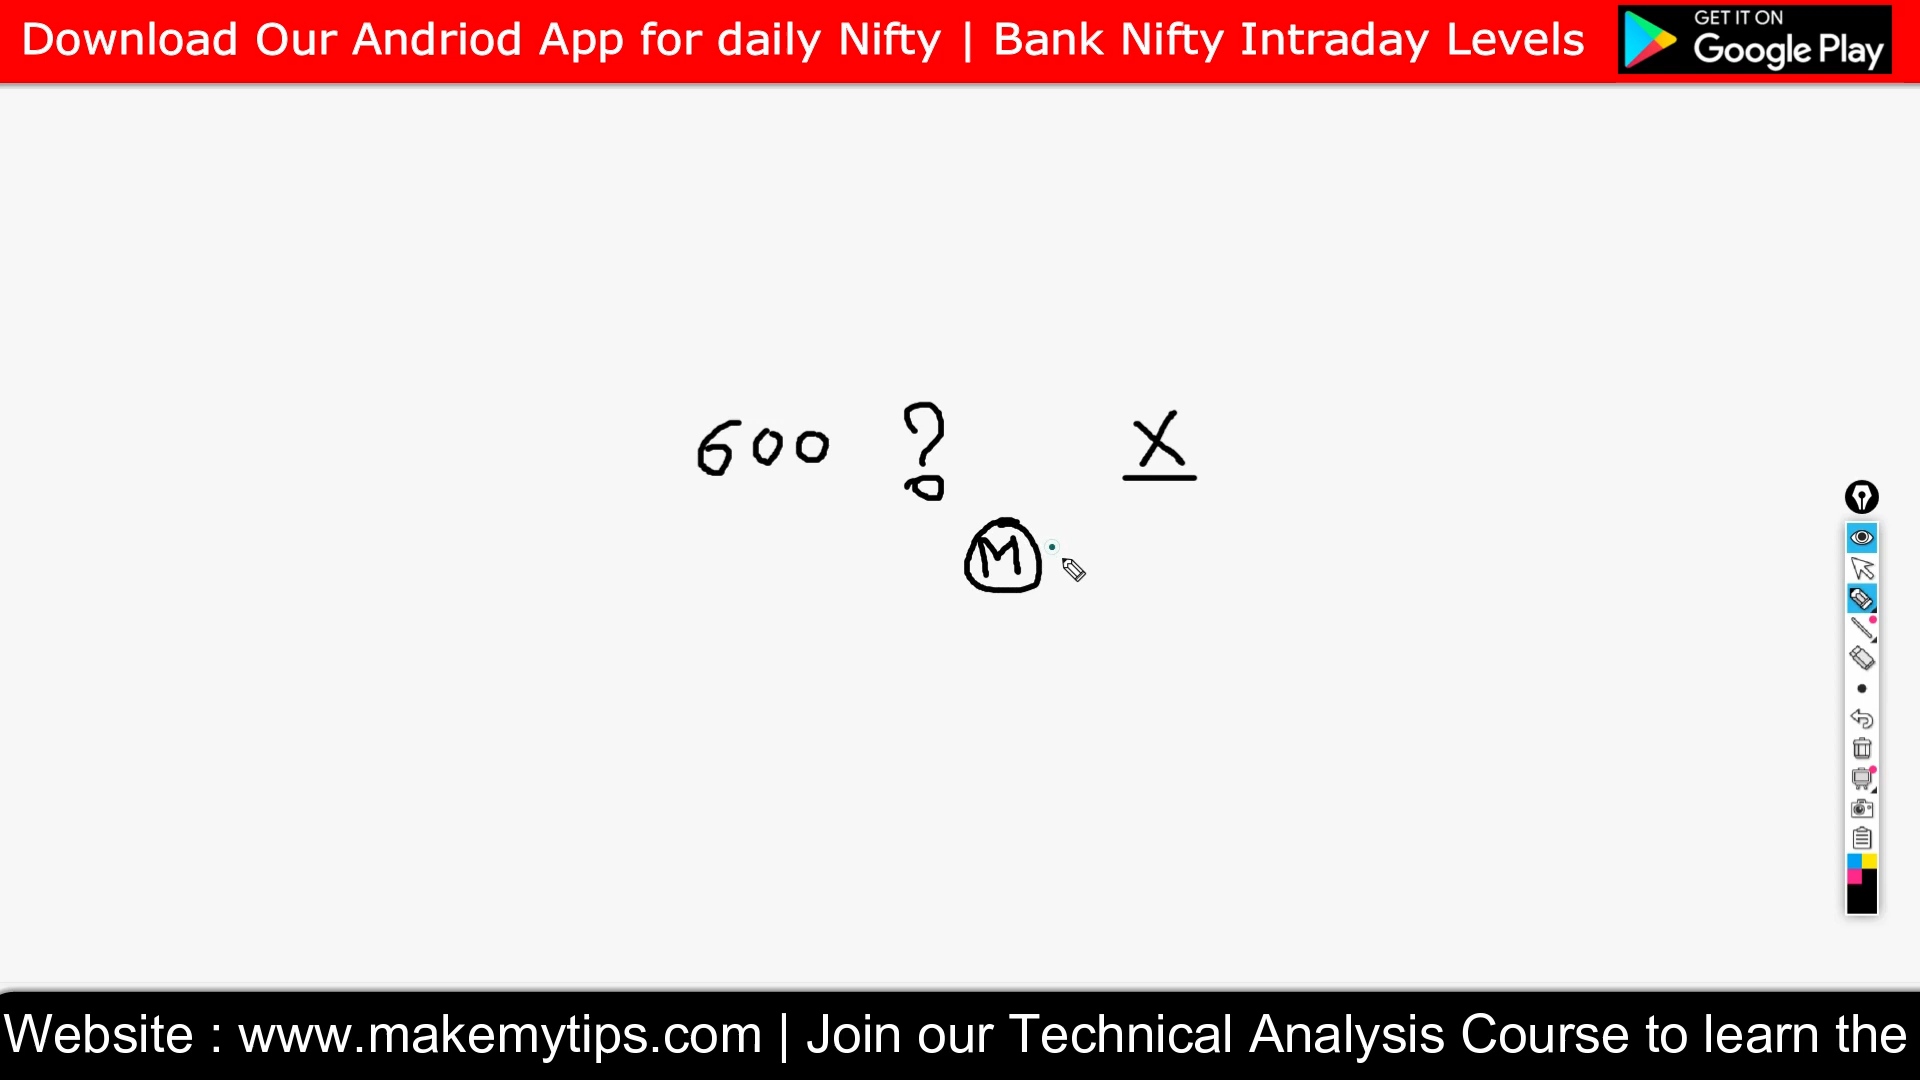 Download Our Andriod App for daily Nifty | Bank Nifty Intraday Levels
GET IT ON
Google Play
600 ? X
M
Website : www.makemytips.com | Join our Technical Analysis Course to learn the